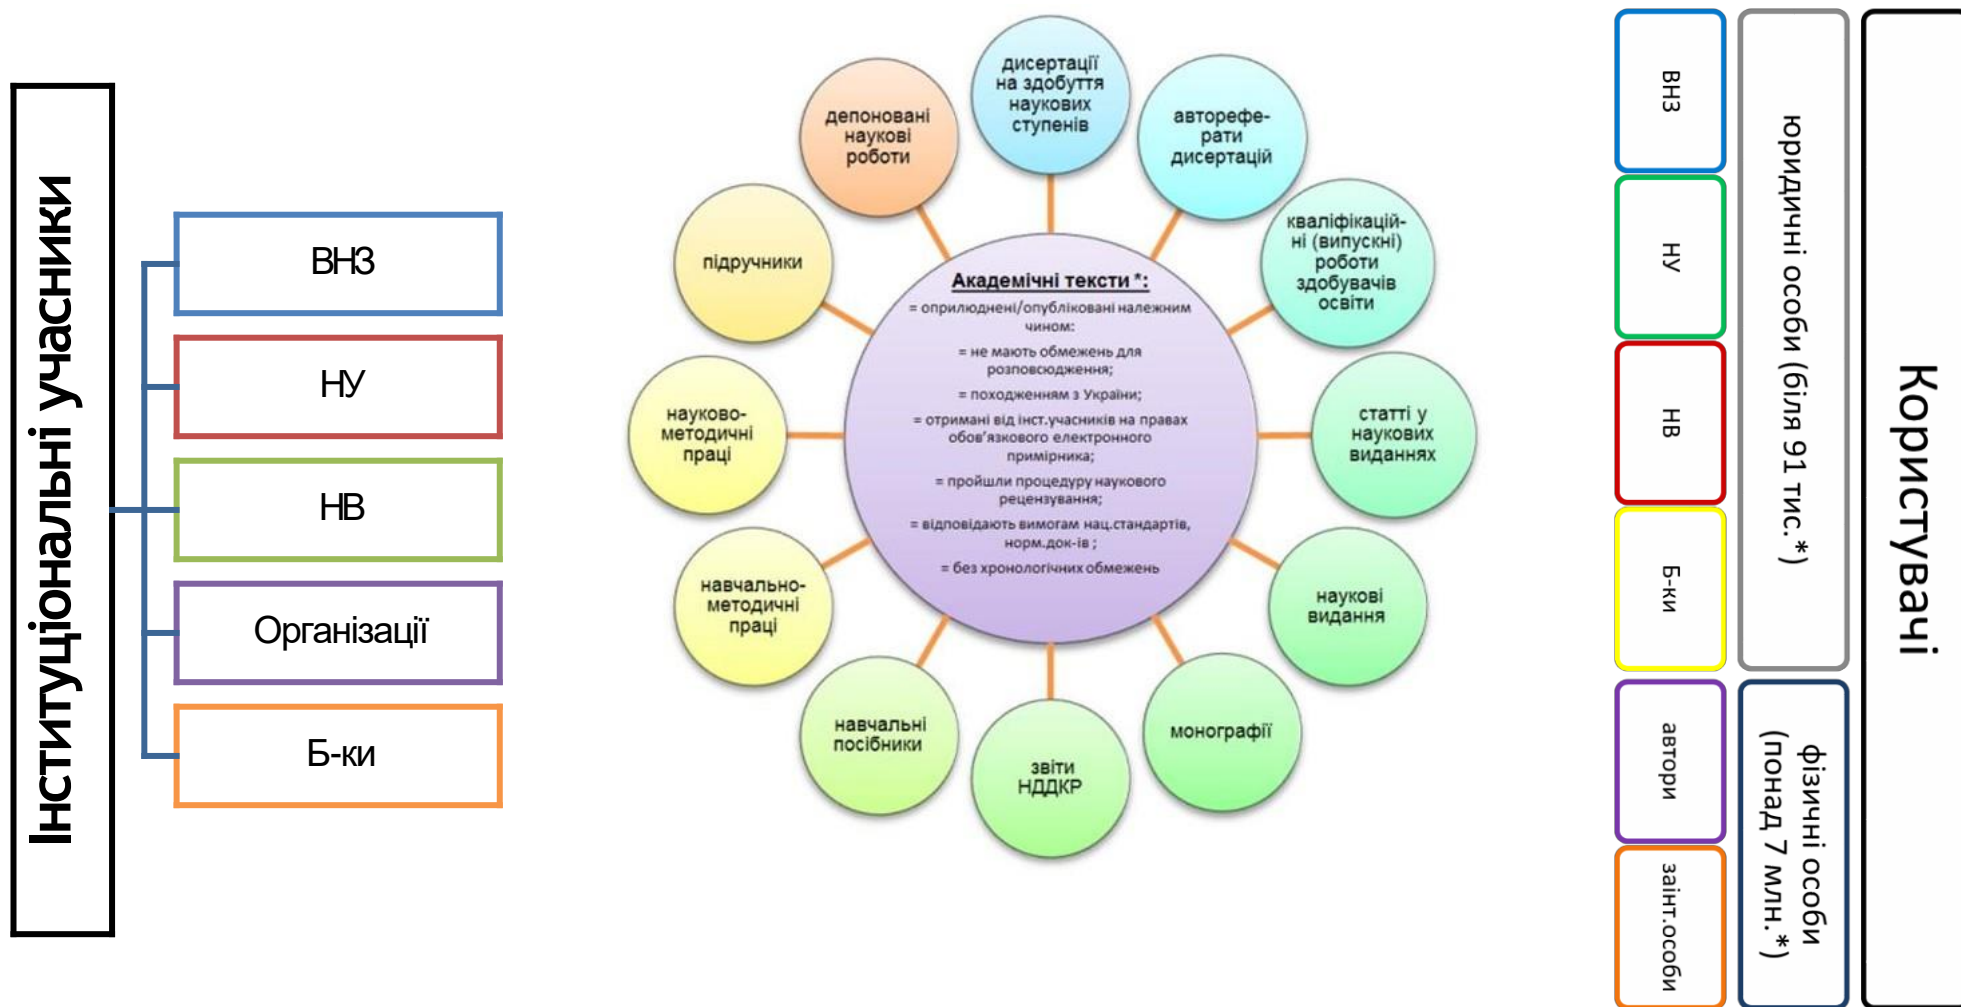 Інституціональні учасники
ВНЗ
НУ
НВ
Організації
Б-ки
дисертації
на здобуття
наукових
ступенів
авторефе-
рати
дисертацій
кваліфікацій-
ні (випускні)
роботи
здобувачів
освіти
статті у
наукових
виданнях
наукові
видання
монографії
звіти
НДДКР
навчальні
посібники
навчально-
методичні
праці
науково-
методичні
праці
підручники
депоновані
наукові
роботи
Академічні тексти *:
= оприлюднені/опубліковані належним
чином:
= не мають обмежень для
розповсюдження;
= походженням з України;
= отримані від інст.учасників на правах
обов’язкового електронного
примірника;
= пройшли процедуру наукового
рецензування;
= відповідають вимогам нац.стандартів,
норм.док-ів ;
= без хронологічних обмежень
Користувачі
юридичні особи (біля 91 тис.*)
фізичні особи
(понад 7 млн.*)
ВНЗ
НУ
НВ
Б-ки
автори
заінт.особи